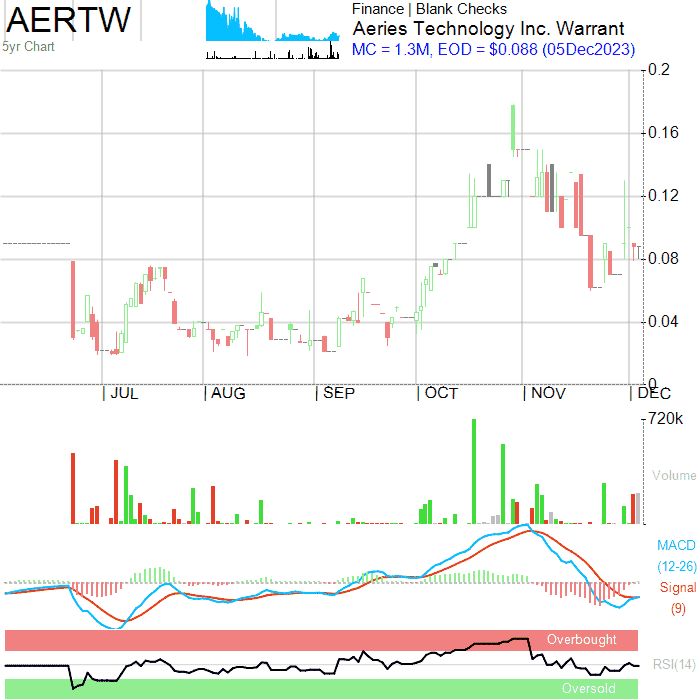 AERTW
5yr Chart
Finance | Blank Checks
Aeries Technology Inc. Warrant
MC = 1.3M, EOD = $0.088 (05Dec2023)
0.2
0.16
0.12
0.08
0.04
0
| JUL | AUG | SEP | OCT | NOV | DEC
720k
Volume
MACD
(12-26)
Signal
(9)
Overbought
RSI(14)
Oversold